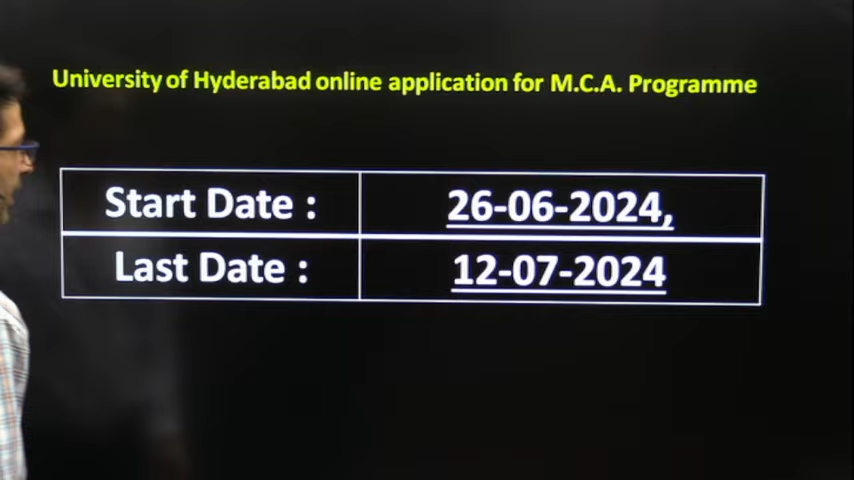 University of Hyderabad online application for M.C.A. Programme
Start Date : 26-06-2024,
Last Date : 12-07-2024